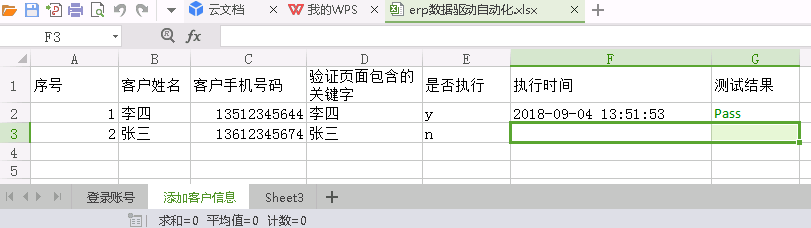 云文档 我的WPS erp数据驱动自动化.xlsx
F3 fx
A B C D E F G
1 序号 客户姓名 客户手机号码 验证页面包含的 是否执行 执行时间 测试结果
关键字
2 1 李四 13512345644 李四 y 2018-09-04 13:51:53 Pass
3 2 张三 13612345674 张三 n
4
5
登录账号 添加客户信息 Sheet3 +
求和=0 平均值=0 计数=0